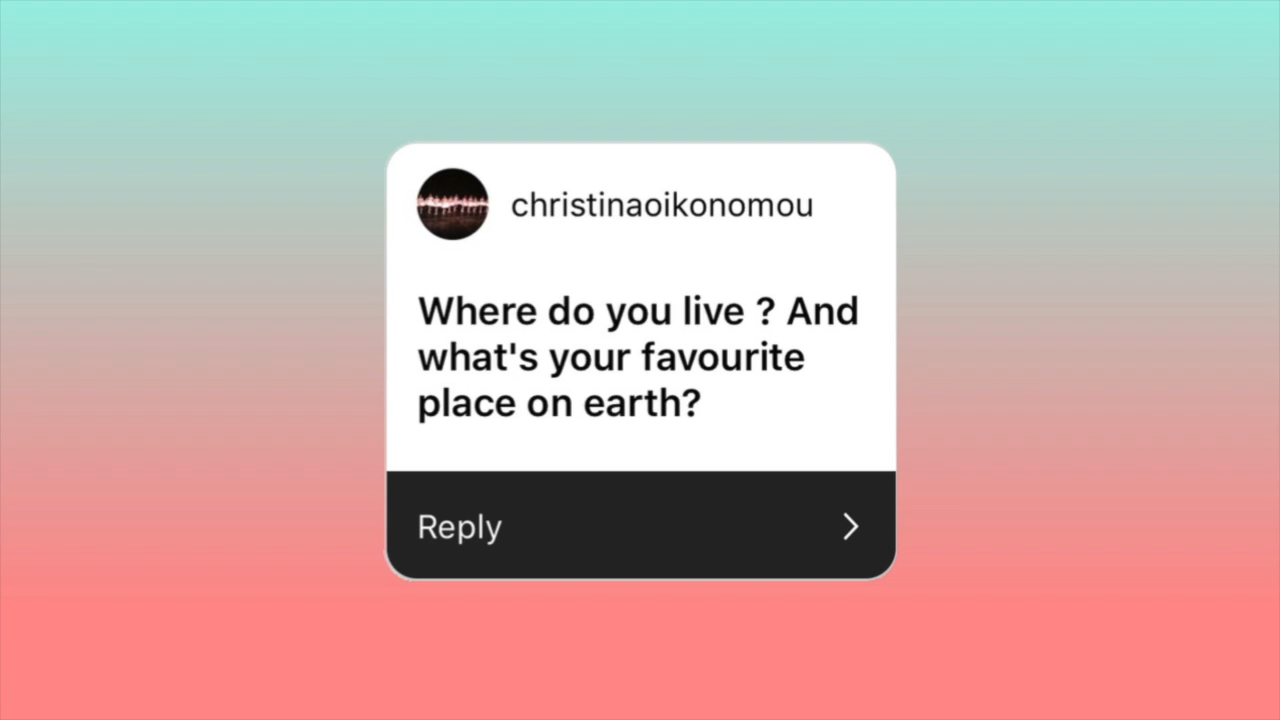 christinaoikonomou
Where do you live ? And
what's your favourite
place on earth?
Reply